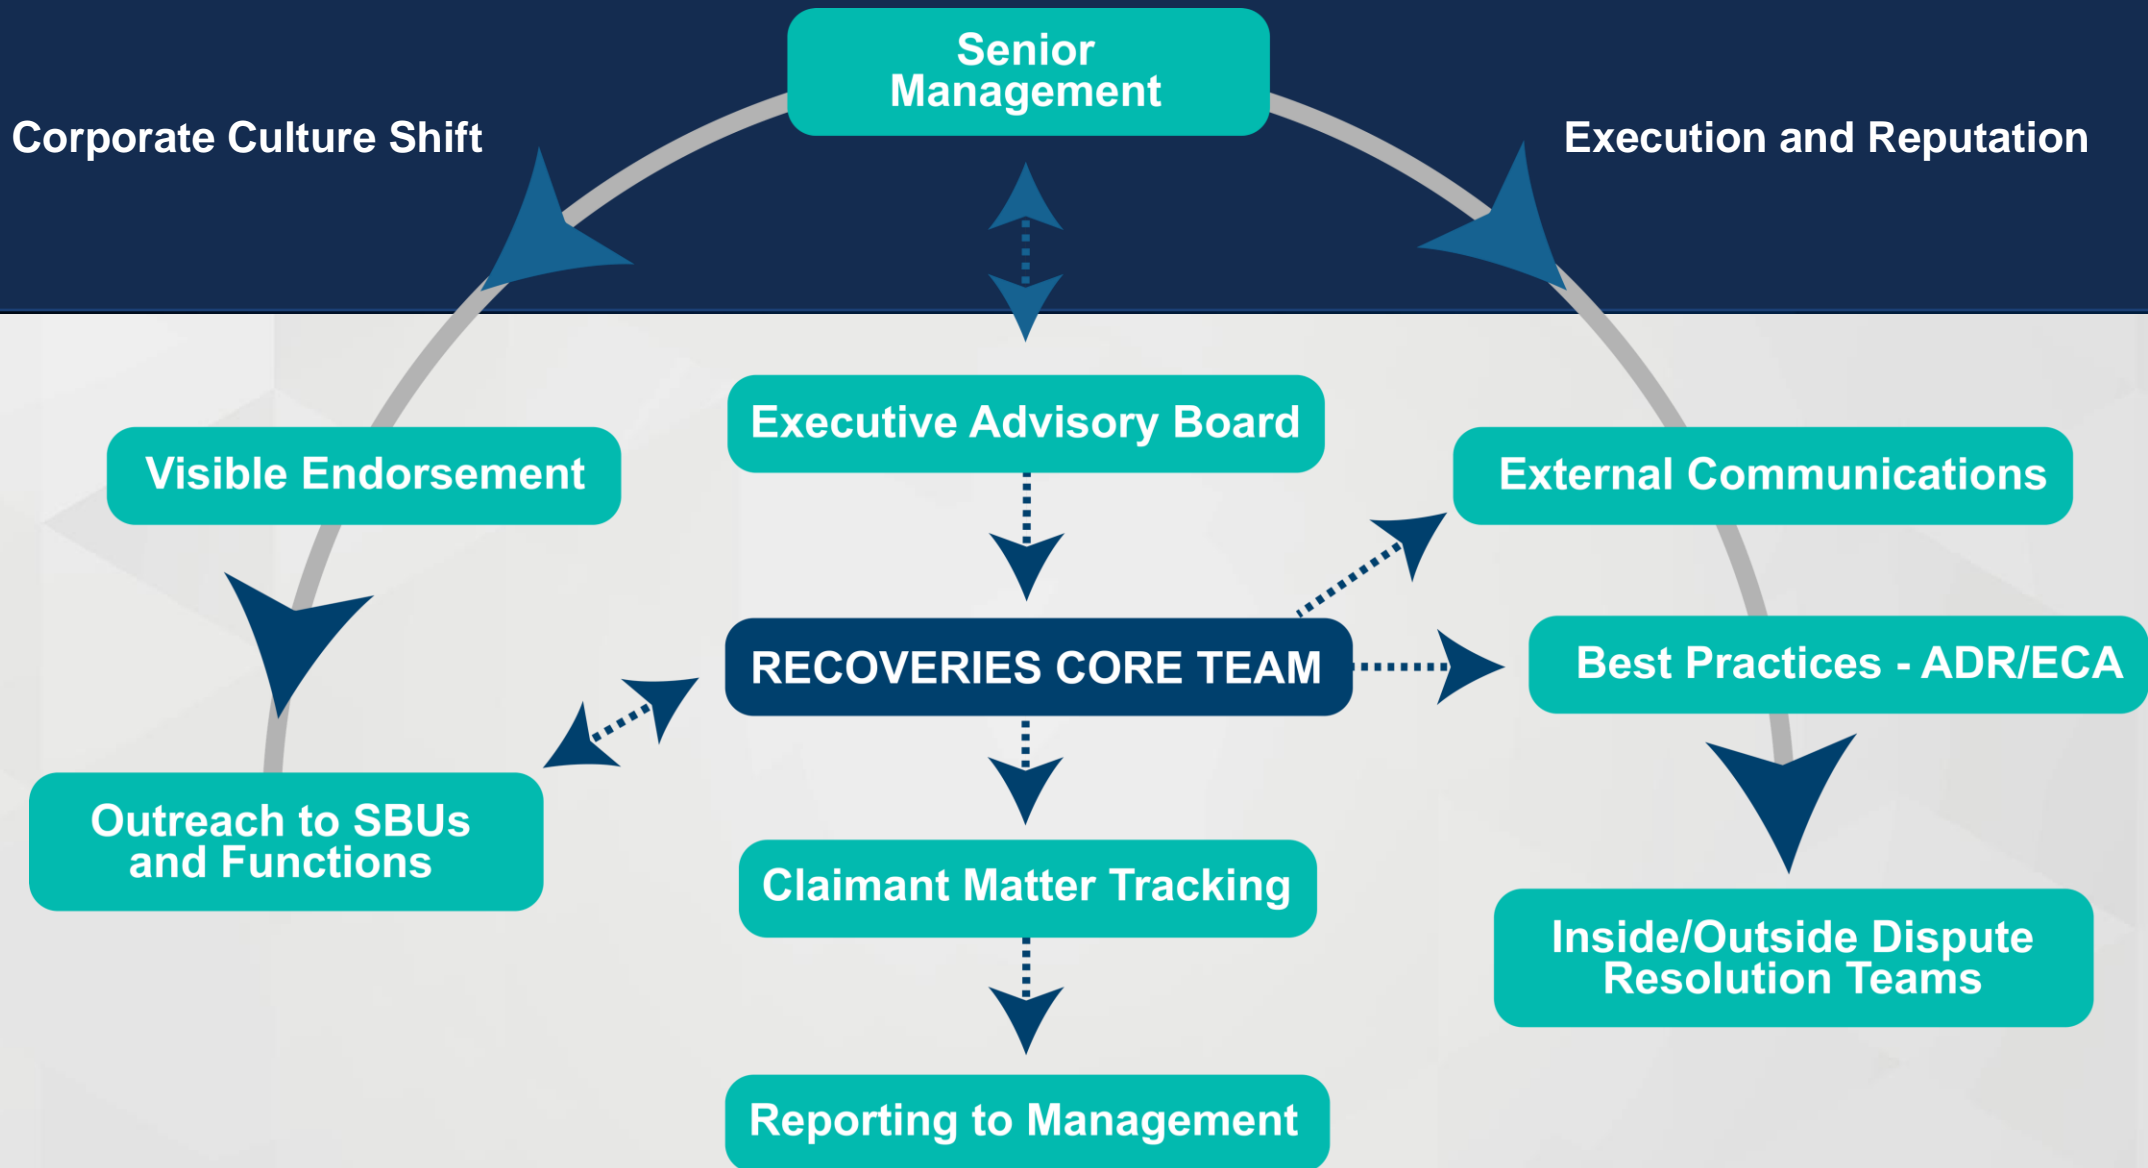 Senior
Management
Corporate Culture Shift
Execution and Reputation
Executive Advisory Board
Visible Endorsement
External Communications
RECOVERIES CORE TEAM
Best Practices - ADR/ECA
Outreach to SBUs
and Functions
Claimant Matter Tracking
Inside/Outside Dispute
Resolution Teams
Reporting to Management